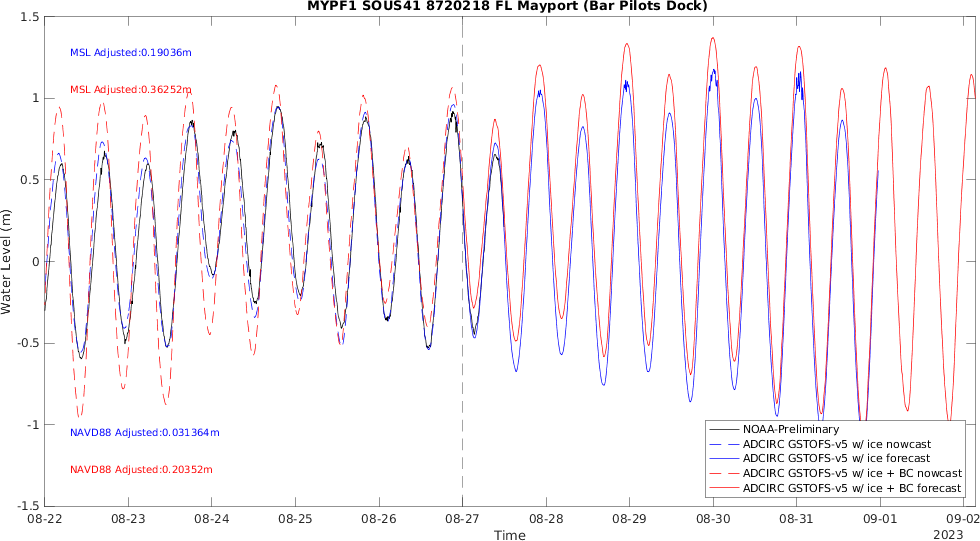 MYPF1 SOUS41 8720218 FL Mayport (Bar Pilots Dock)
1.5
1
0.5
0
-0.5
-1
-1.5
Water Level (m)
MSL Adjusted:0.19036m
MSL Adjusted:0.36252m
NAVD88 Adjusted:0.031364m
NAVD88 Adjusted:0.20352m
NOAA-Preliminary
ADCIRC GSTOFS-v5 w/ ice nowcast
ADCIRC GSTOFS-v5 w/ ice forecast
ADCIRC GSTOFS-v5 w/ ice + BC nowcast
ADCIRC GSTOFS-v5 w/ ice + BC forecast
08-22 08-23 08-24 08-25 08-26 08-27 08-28 08-29 08-30 08-31 09-01 09-02
Time
2023